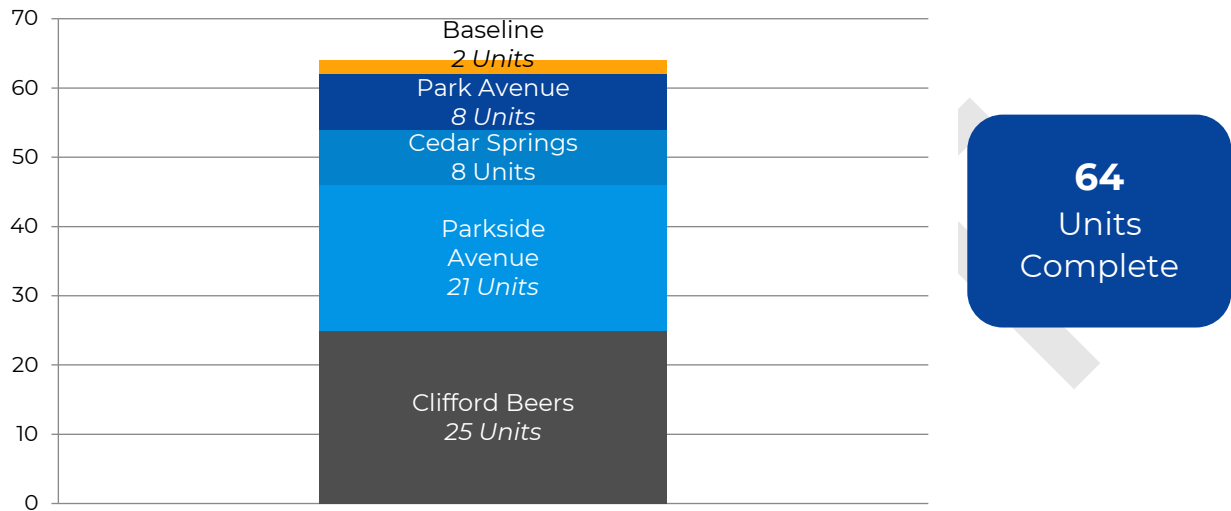 70
60
50
40
30
20
10
0
Baseline
2 Units
Park Avenue
8 Units
Cedar Springs
8 Units
Parkside
Avenue
21 Units
Clifford Beers
25 Units
64
Units
Complete